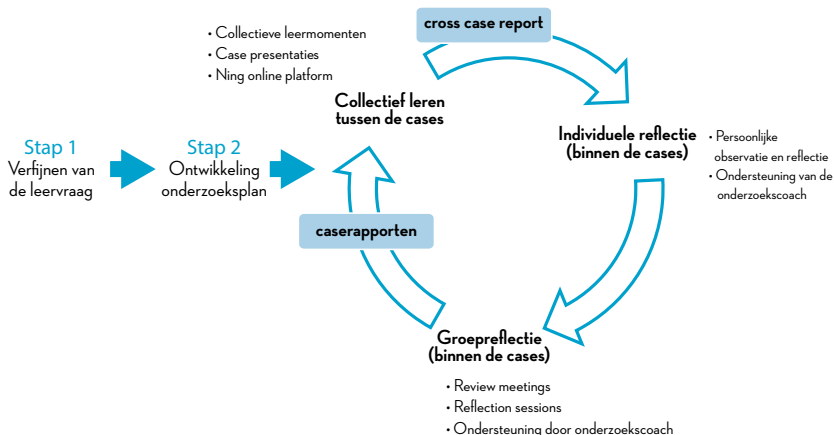 cross case report
• Collectieve leermomenten
• Case presentaties
• Ning online platform
Collectief leren
tussen de cases
Individuele reflectie
(binnen de cases)
• Persoonlijke
observatie en reflectie
• Ondersteuning van de
onderzoekscoach
Stap 1
Verfijnen van
de leervraag
Stap 2
Ontwikkeling
onderzoeksplan
caserapporten
Groepreflectie
(binnen de cases)
• Review meetings
• Reflection sessions
• Ondersteuning door onderzoekscoach